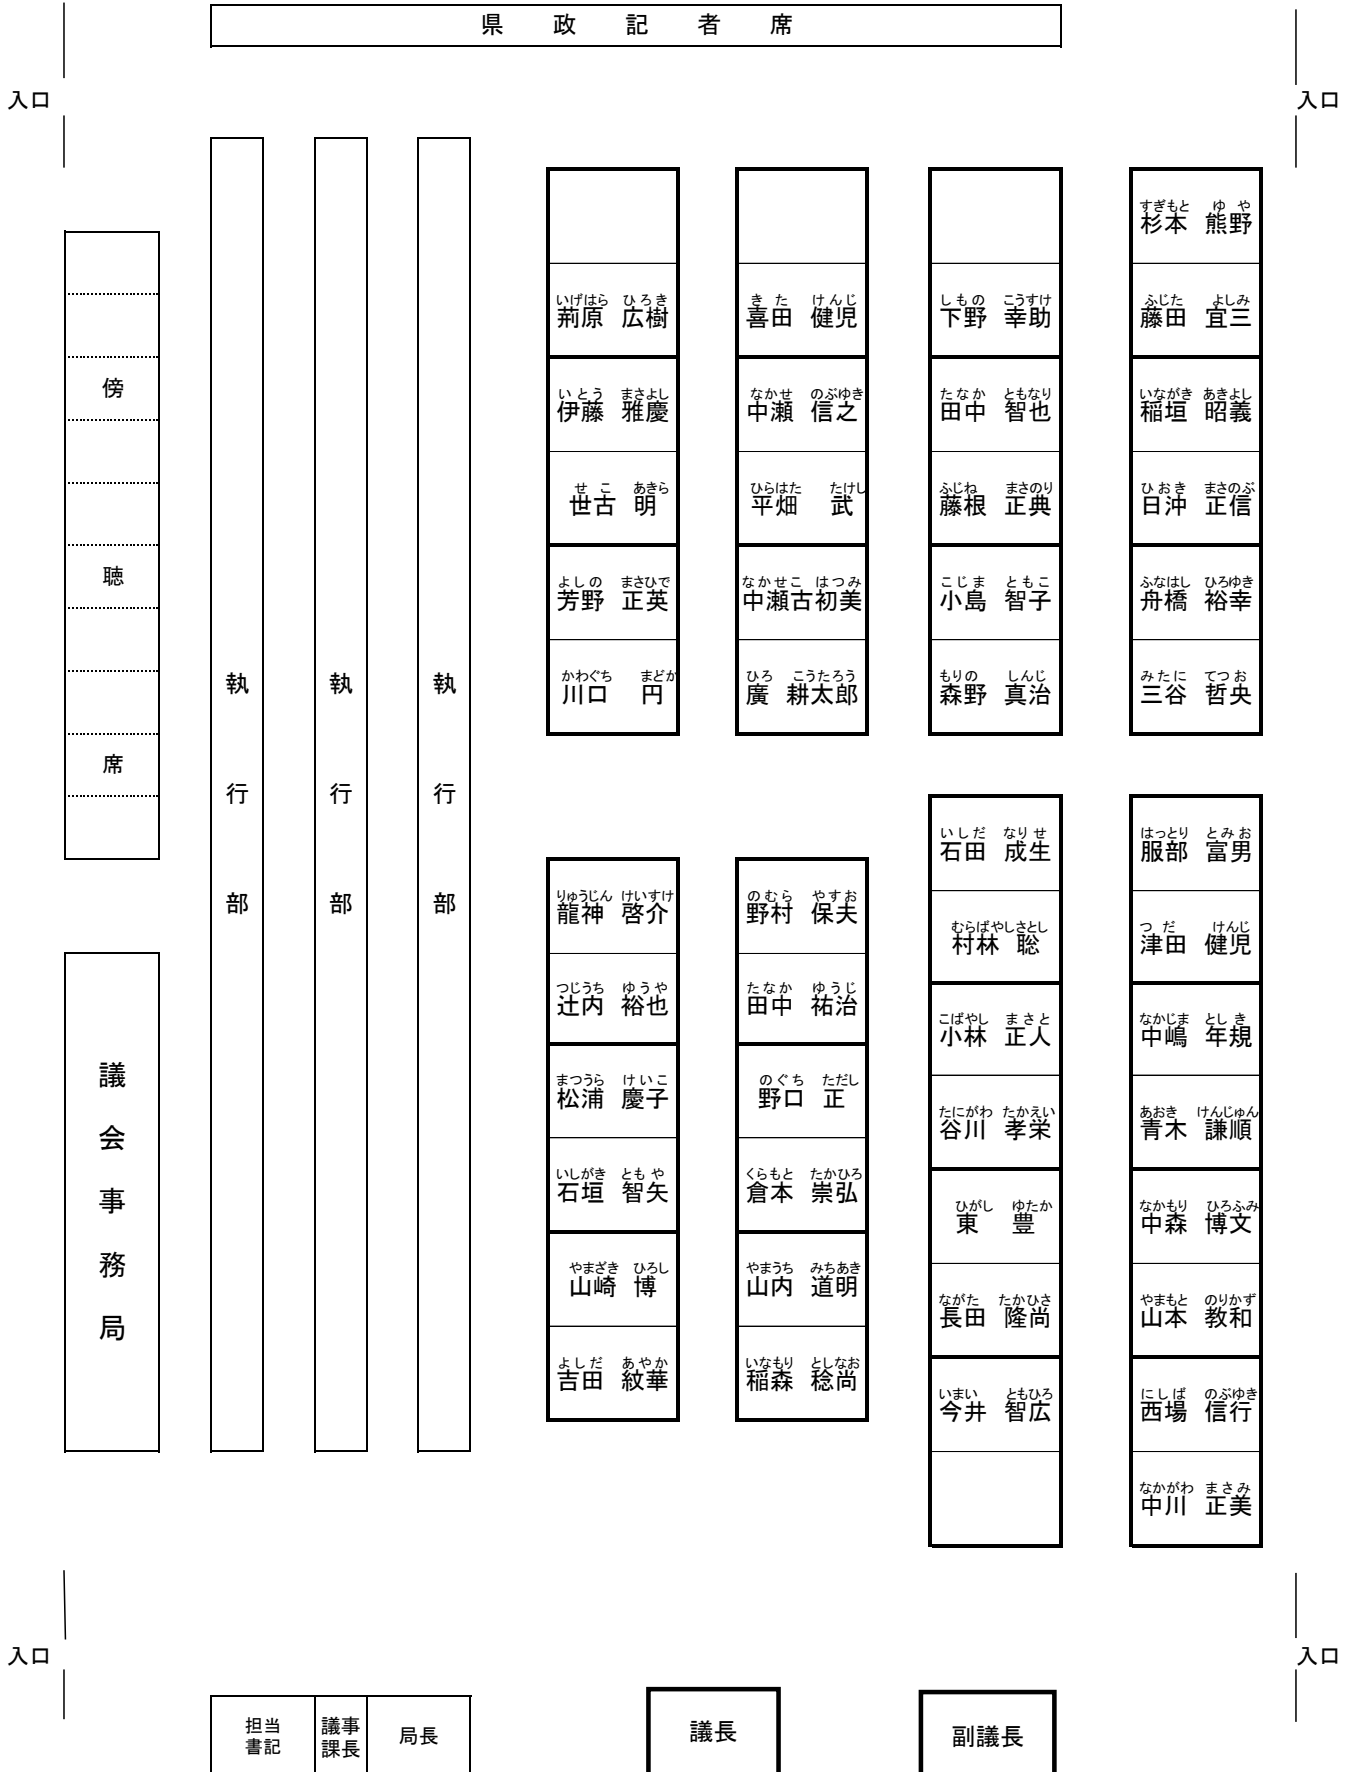 県政記者席
入口
入口
傍聴席
議会事務局
執行部
執行部
執行部
いげはら ひろき
荊原 広樹
いとう まさよし
伊藤 雅慶
せこ あきら
世古 明
よしの まさひで
芳野 正英
かわぐち まどか
川口 円
きた けんじ
喜田 健児
なかせ のぶゆき
中瀬 信之
ひらはた たけし
平畑 武
なかせこ はつみ
中瀬古初美
ひろ こうたろう
廣 耕太郎
しもの こうすけ
下野 幸助
たなか ともなり
田中 智也
ふじね まさのり
藤根 正典
こじま ともこ
小島 智子
もりの しんじ
森野 真治
すぎもと ゆや
杉本 熊野
ふじた よしみ
藤田 宜三
いながき あきよし
稲垣 昭義
ひおき まさのぶ
日沖 正信
ふなはし ひろゆき
舟橋 裕幸
みたに てつお
三谷 哲央
りゅうじん けいすけ
龍神 啓介
つじうち ゆうや
辻内 裕也
まつうら けいこ
松浦 慶子
いしがき ともや
石垣 智矢
やまざき ひろし
山崎 博
よしだ あやか
吉田 紋華
のむら やすお
野村 保夫
たなか ゆうじ
田中 祐治
のぐち ただし
野口 正
くらもと たかひろ
倉本 崇弘
やまうち みちあき
山内 道明
いなもり としなお
稲森 稔尚
いしだ なりせ
石田 成生
むらばやしさとし
村林 聡
こばやし まさと
小林 正人
たにがわ たかえい
谷川 孝栄
ひがし ゆたか
東 豊
ながた たかひさ
長田 隆尚
いまい ともひろ
今井 智広
はっとり とみお
服部 富男
つだ けんじ
津田 健児
なかじま としき
中嶋 年規
あおき けんじゅん
青木 謙順
なかもり ひろふみ
中森 博文
やまもと のりかず
山本 教和
にしば のぶゆき
西場 信行
なかがわ まさみ
中川 正美
入口
入口
担当
書記
議事
課長
局長
議長
副議長